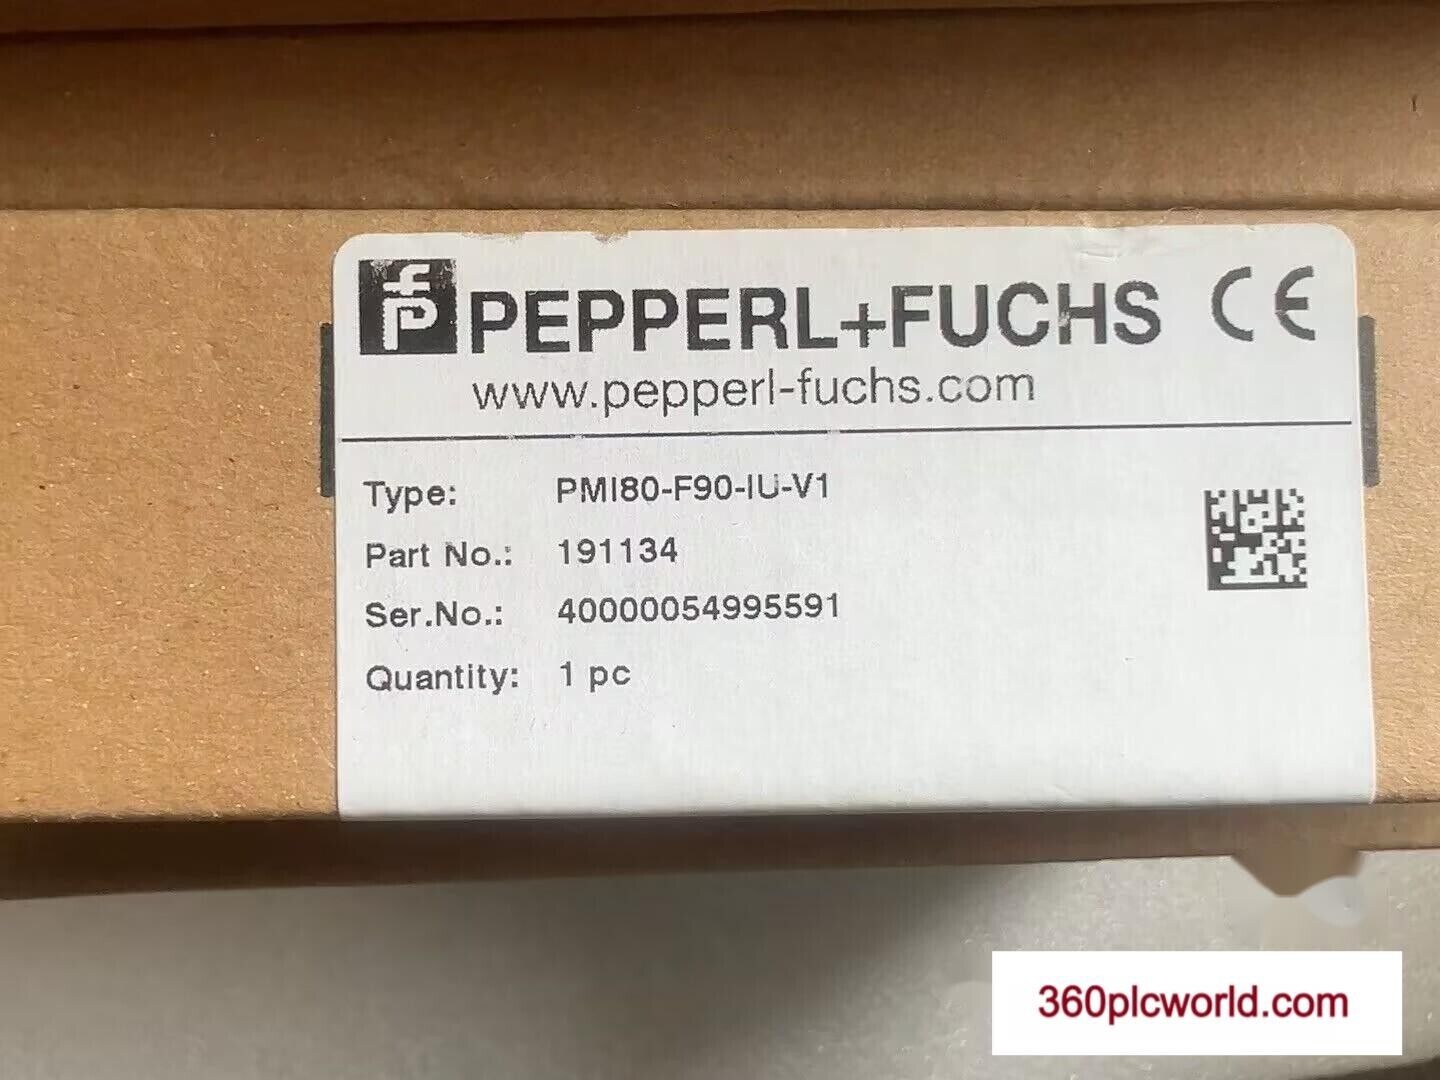 fP PEPPERL+FUCHS CE
www.pepperl-fuchs.com
Type: PMI80-F90-IU-V1
Part No.: 191134
Ser.No.: 40000054995591
Quantity: 1 pc
360plcworld.com